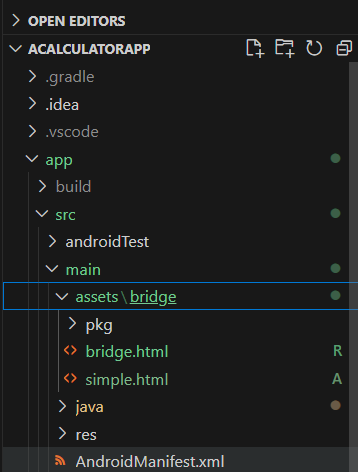 OPEN EDITORS
ACALCULATORAPP
.gradle
.idea
.vscode
app
build
src
androidTest
main
assets\bridge
pkg
bridge.html R
simple.html A
java
res
AndroidManifest.xml